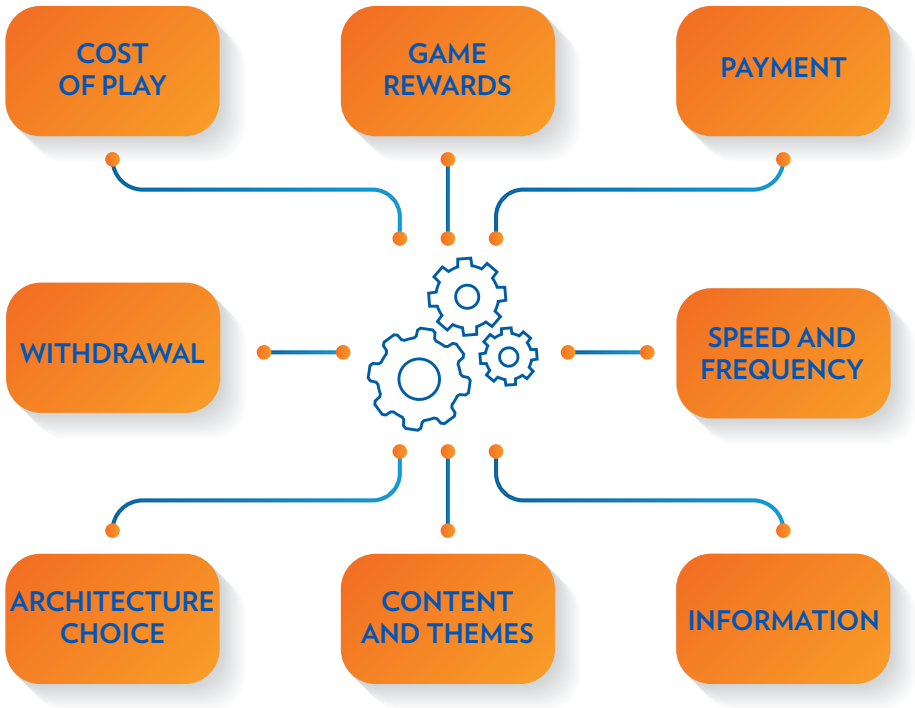 COST
OF PLAY
GAME
REWARDS
PAYMENT
WITHDRAWAL
SPEED AND
FREQUENCY
ARCHITECTURE
CHOICE
CONTENT
AND THEMES
INFORMATION